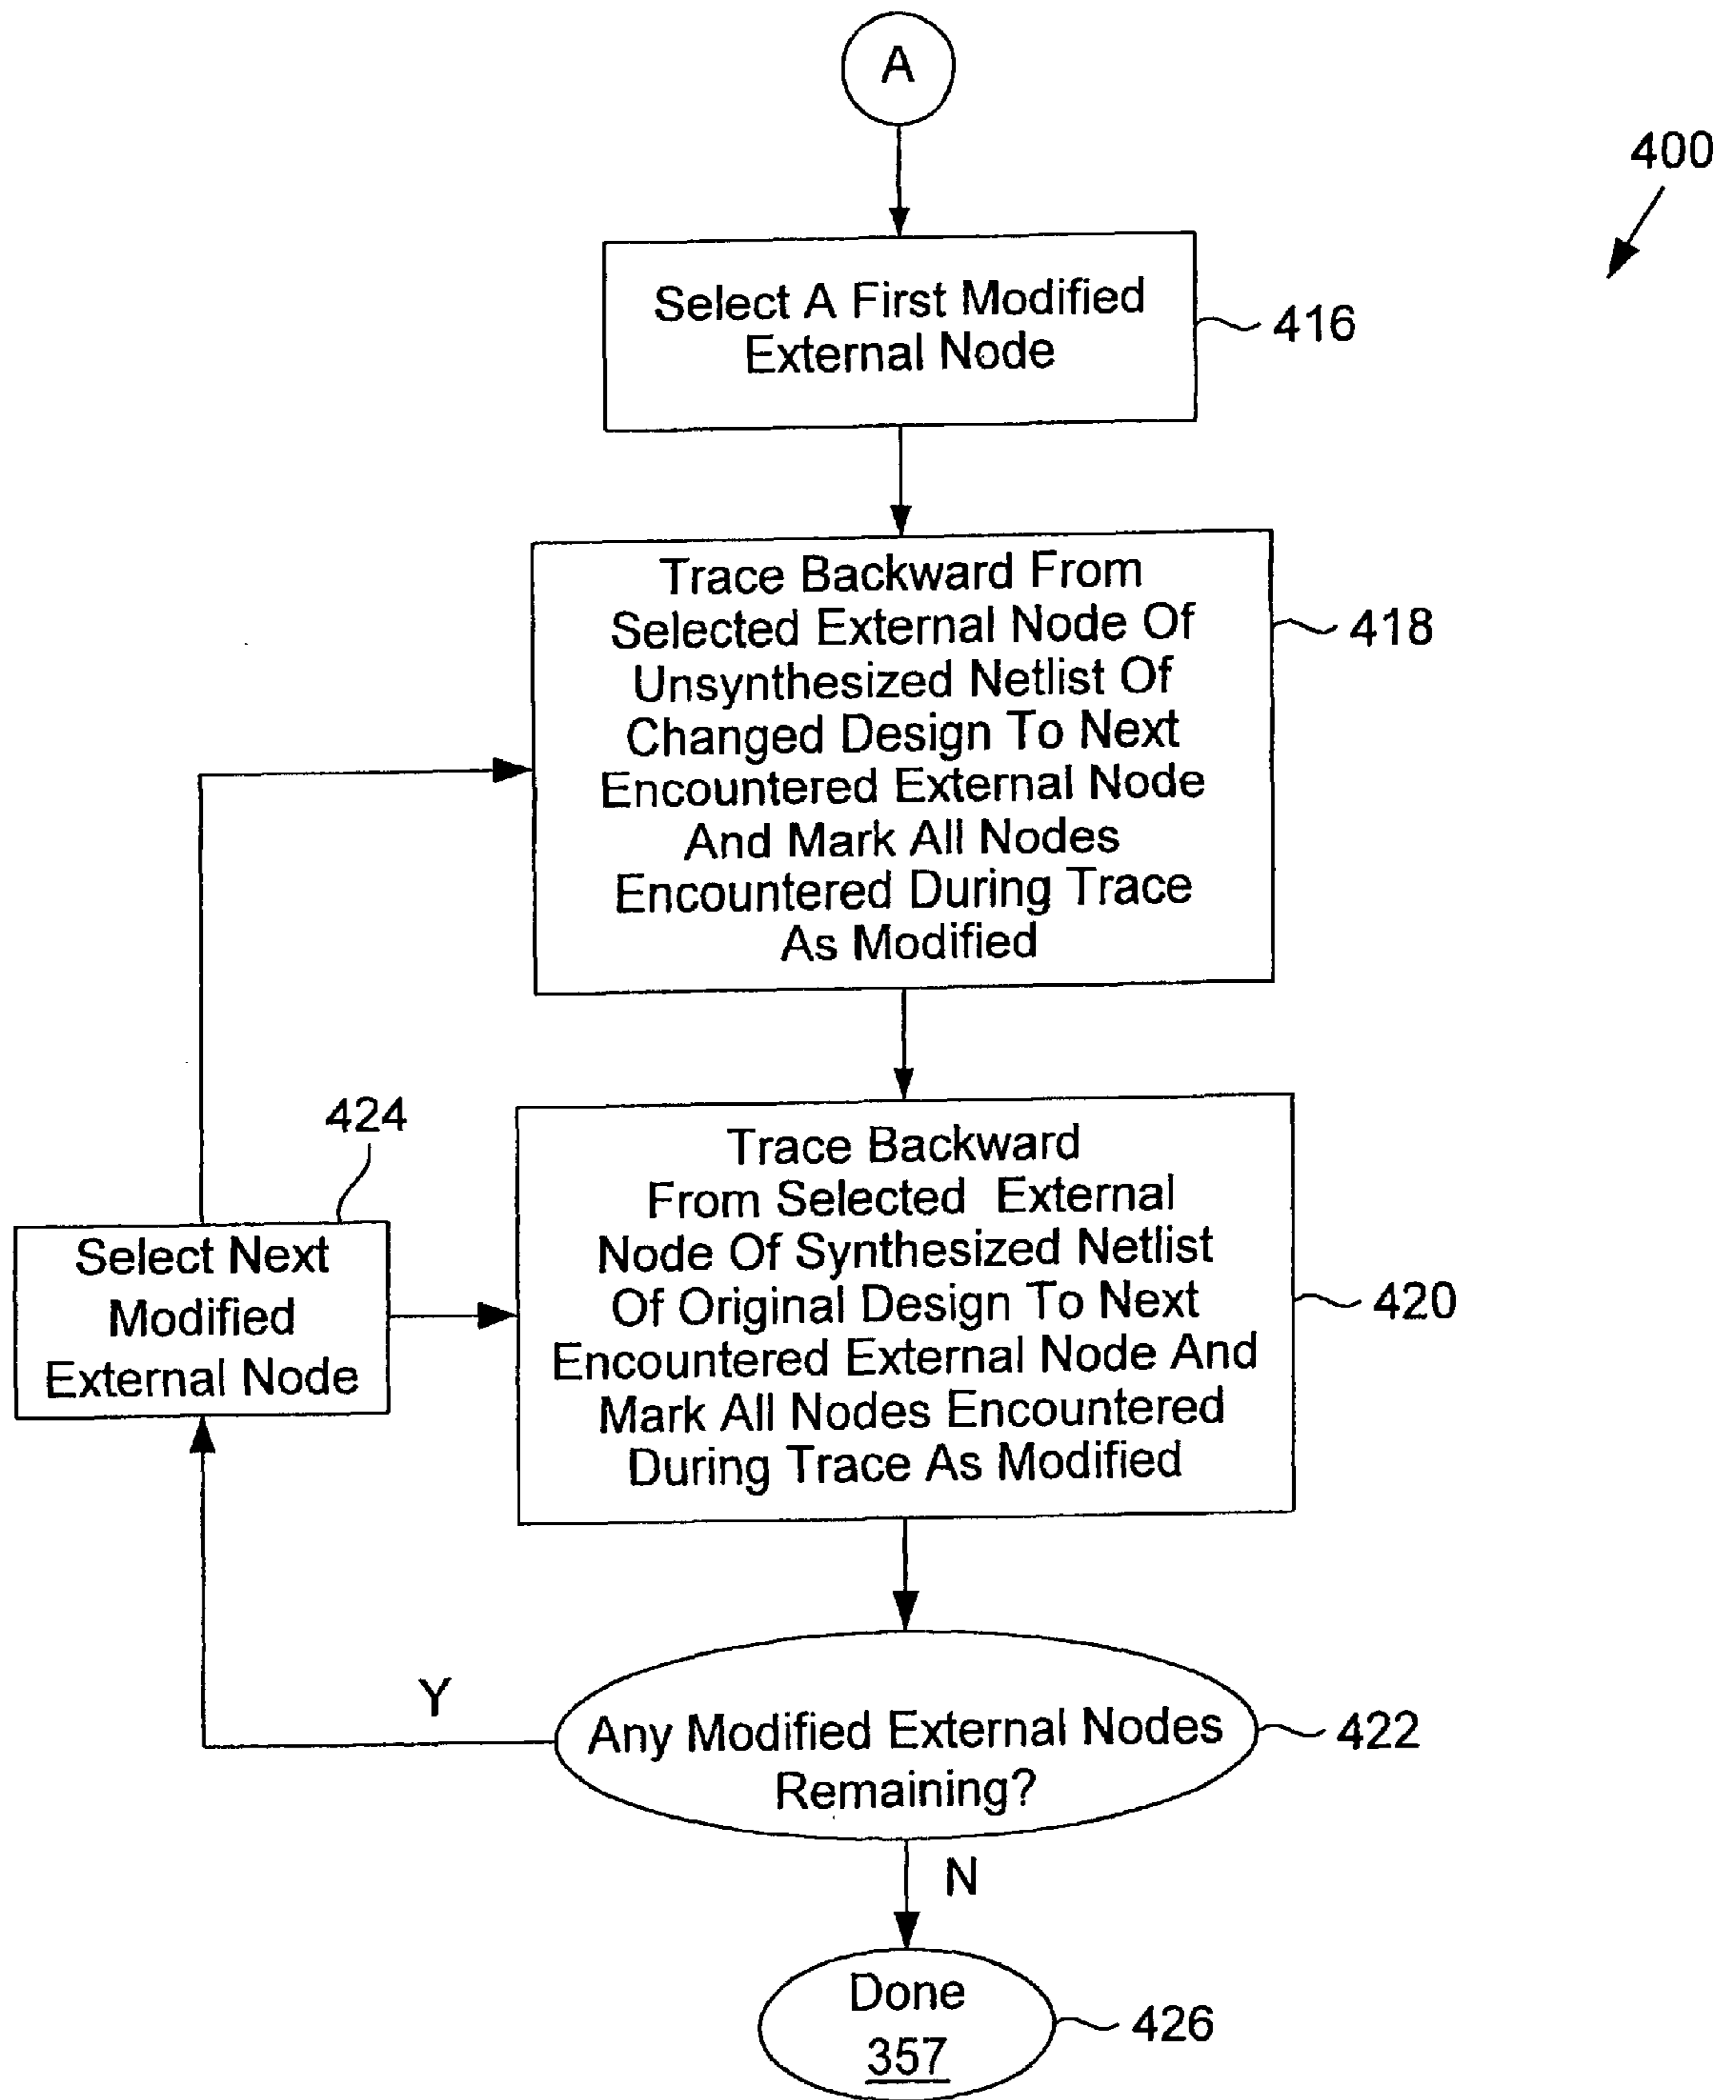 A
400
Select A First Modified
External Node
416
Trace Backward From
Selected External Node Of
Unsynthesized Netlist Of
Changed Design To Next
Encountered External Node
And Mark All Nodes
Encountered During Trace
As Modified
418
424
Select Next
Modified
External Node
Trace Backward
From Selected External
Node Of Synthesized Netlist
Of Original Design To Next
Encountered External Node And
Mark All Nodes Encountered
During Trace As Modified
420
Y
Any Modified External Nodes
Remaining?
422
N
Done
357
426